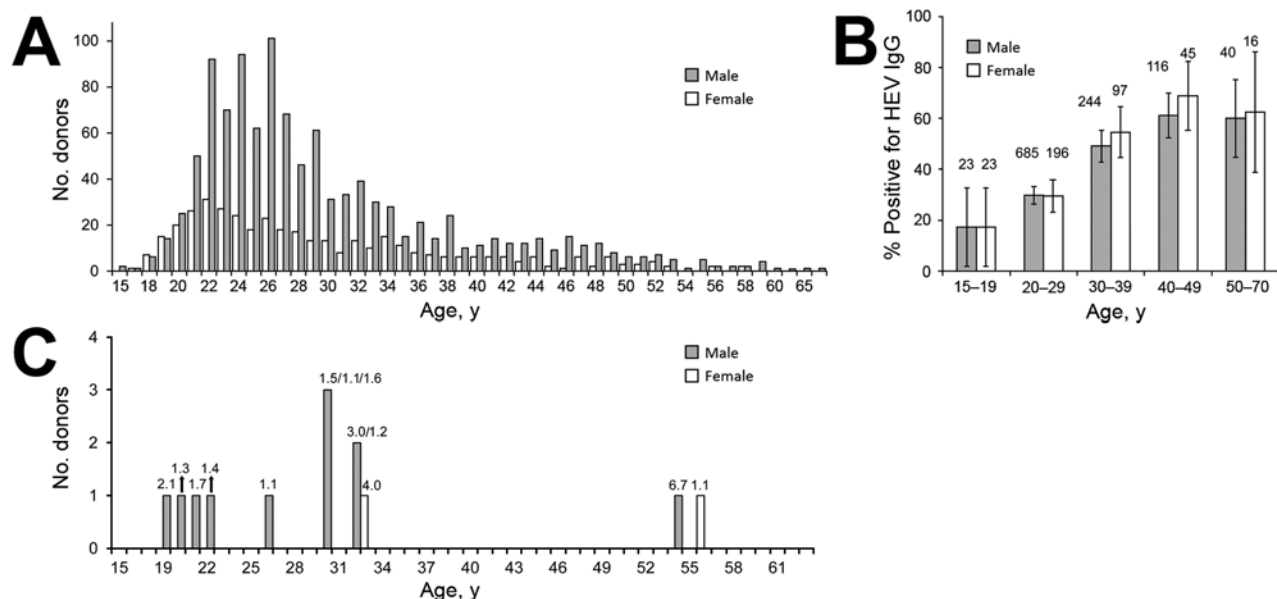 A
No. donors
100
80
60
40
20
0
Male
Female
15 18 20 22 24 26 28 30 32 34 36 38 40 42 44 46 48 50 52 54 56 58 60 65
Age, y
B
% Positive for HEV IgG
100
80
60
40
20
0
Male
Female
23 23 685 196 244 97 116 45 40 16
15–19 20–29 30–39 40–49 50–70
Age, y
C
No. donors
4
3
2
1
0
Male
Female
1.5/1.1/1.6
3.0/1.2
1.3 1.4
2.1 1.7 1.1 4.0 6.7 1.1
15 19 22 26 28 31 34 37 40 43 46 49 52 55 58 61
Age, y